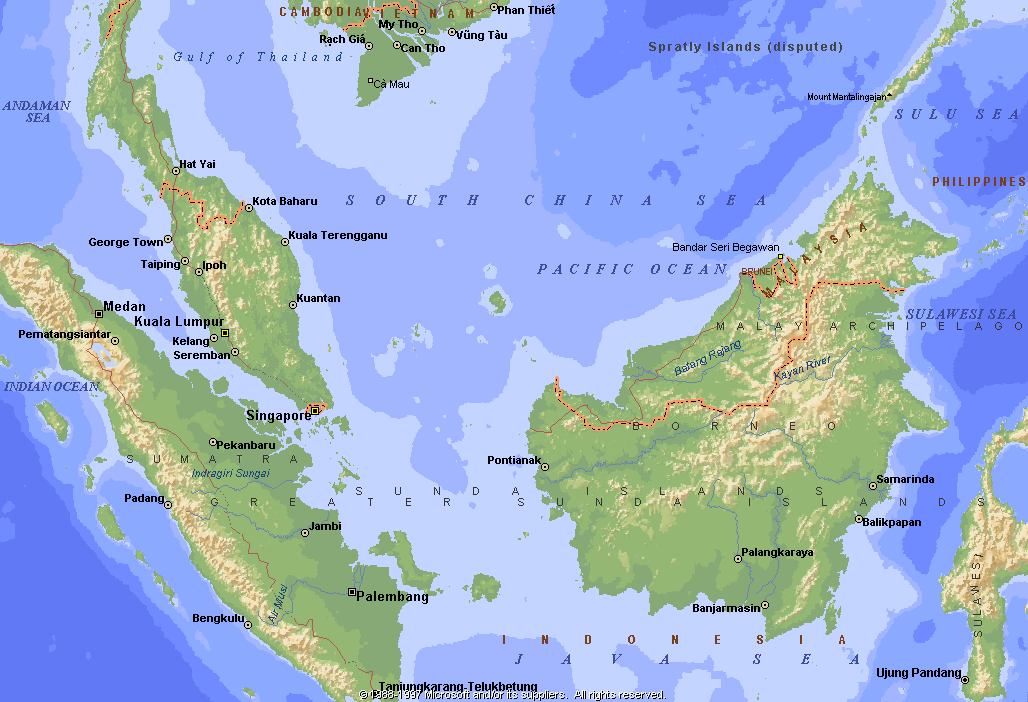 CAMBODIA
VIETNAM
Phan Thiết
My Tho
Rạch Giá
Can Tho
Vũng Tàu
Gulf of Thailand
Cà Mau
Spratly Islands (disputed)
Mount Mantalingajan
ANDAMAN
SEA
SULU SEA
Hat Yai
PHILIPPINES
Kota Baharu
SOUTH CHINA SEA
George Town
Kuala Terengganu
Bandar Seri Begawan
MALAYSIA
Taiping
Ipoh
PACIFIC OCEAN
BRUNEI
Kuantan
Medan
Kuala Lumpur
SULAWESI SEA
MALAY ARCHIPELAGO
Pematangsiantar
Kelang
Seremban
Batang Rajang
Kayan River
INDIAN OCEAN
Singapore
BORNEO
Pekanbaru
SUMATRA
Pontianak
Indragiri Sungai
Samarinda
SUNDA ISLANDS
Padang
GREATER SUNDA ISLANDS
Jambi
Balikpapan
Palangkaraya
SULAWESI
Air Musi
Palembang
Banjarmasin
Bengkulu
INDONESIA
JAVA SEA
Ujung Pandang
Tanjungkarang-Telukbetung
© 1988-1997 Microsoft and/or its suppliers. All rights reserved.